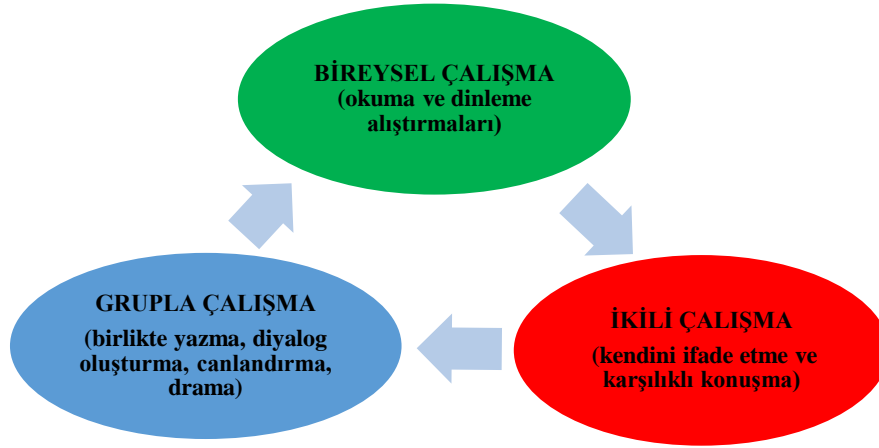 BİREYSEL ÇALIŞMA
(okuma ve dinleme
alıştırmaları)
GRUPLA ÇALIŞMA
(birlikte yazma, diyalog
oluşturma, canlandırma,
drama)
İKİLİ ÇALIŞMA
(kendini ifade etme ve
karşılıklı konuşma)